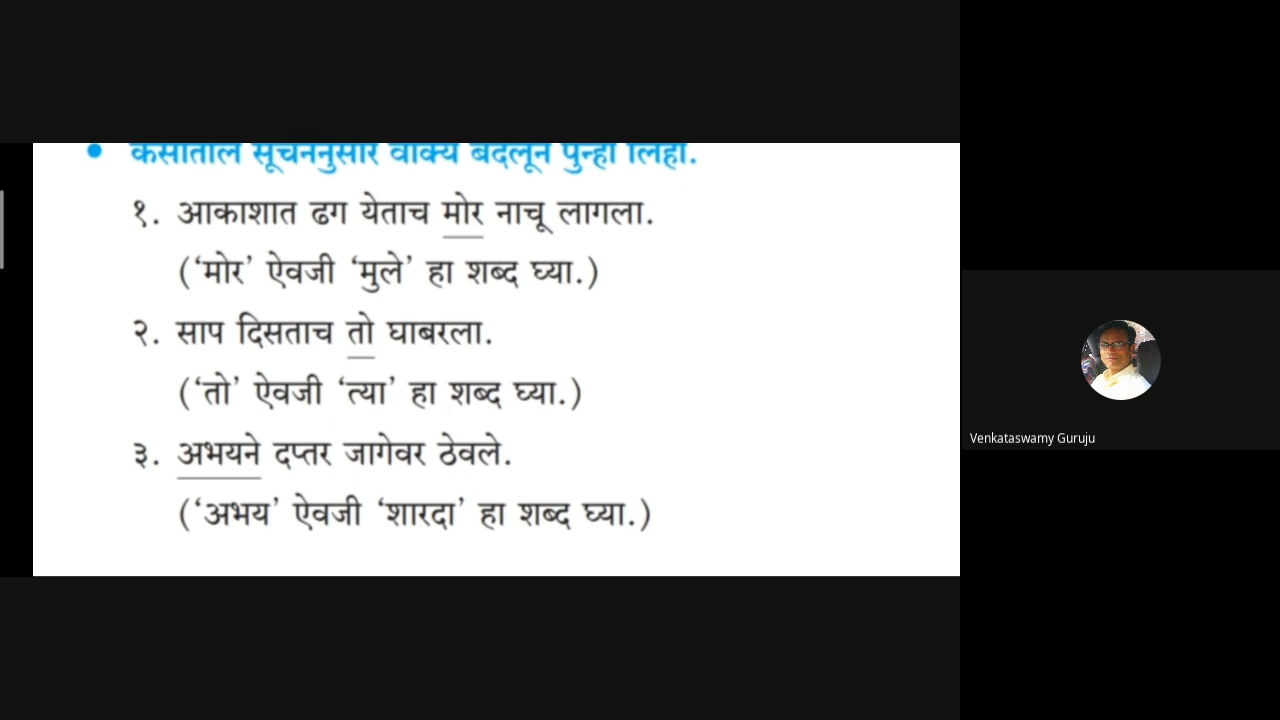 • कंसातील सूचनेनुसार वाक्य बदलून पुन्हा लिहा.
१. आकाशात ढग येताच मोर नाचू लागला.
(‘मोर’ ऐवजी ‘मुले’ हा शब्द घ्या.)
२. साप दिसताच तो घाबरला.
(‘तो’ ऐवजी ‘त्या’ हा शब्द घ्या.)
३. अभयने दप्तर जागेवर ठेवले.
(‘अभय’ ऐवजी ‘शारदा’ हा शब्द घ्या.)
Venkataswamy Guruju